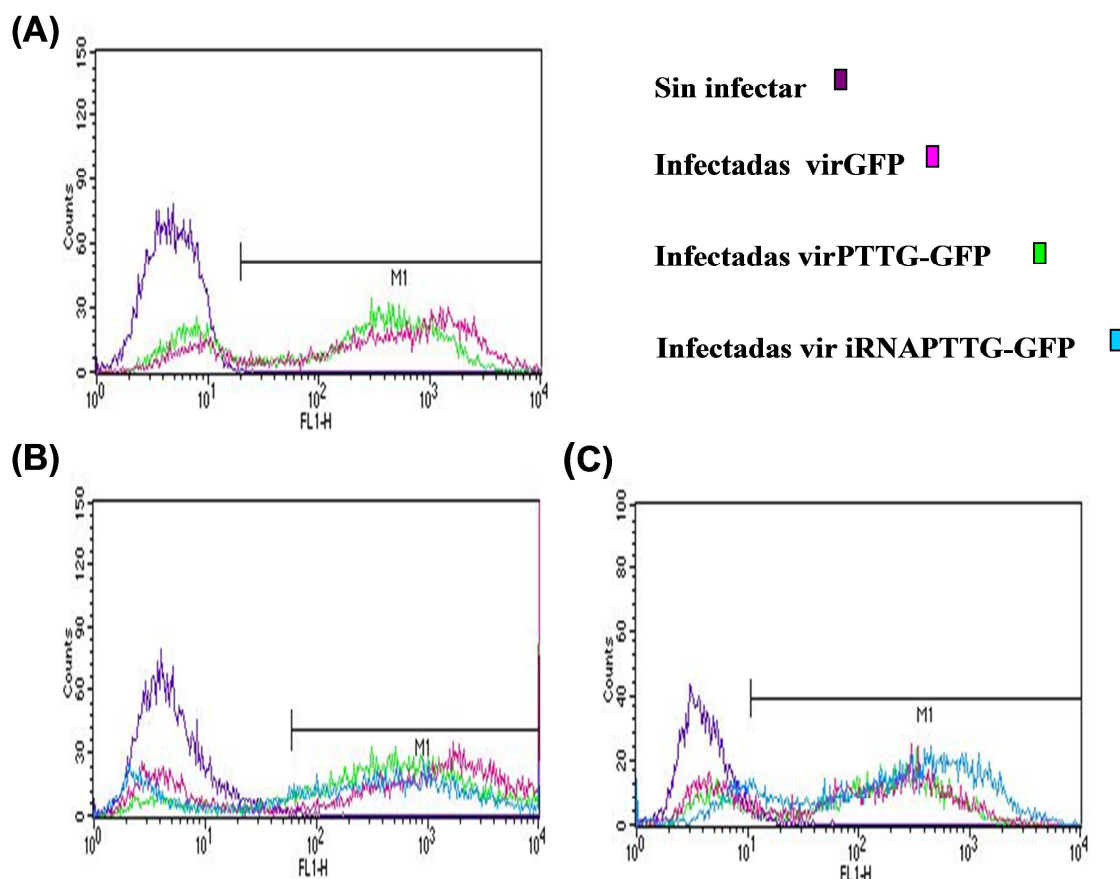 (A)
150
120
90
60
30
0
Counts
M1
10^0 10^1 10^2 10^3 10^4
FL1-H
Sin infectar
Infectadas virGFP
Infectadas virPTTG-GFP
Infectadas vir iRNAPTTG-GFP
(B)
150
120
90
60
30
0
Counts
M1
10^0 10^1 10^2 10^3 10^4
FL1-H
(C)
100
80
60
40
20
0
Counts
M1
10^0 10^1 10^2 10^3 10^4
FL1-H